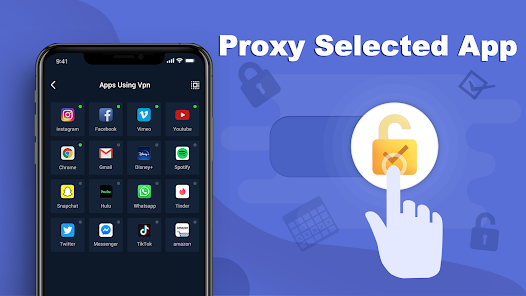 Proxy Selected App
9:41
Apps Using Vpn
Instagram Facebook Vimeo Youtube
Chrome Gmail Disney+ Spotify
hulu
Snapchat Hulu Whatsapp Tinder
Twitter Messenger TikTok amazon